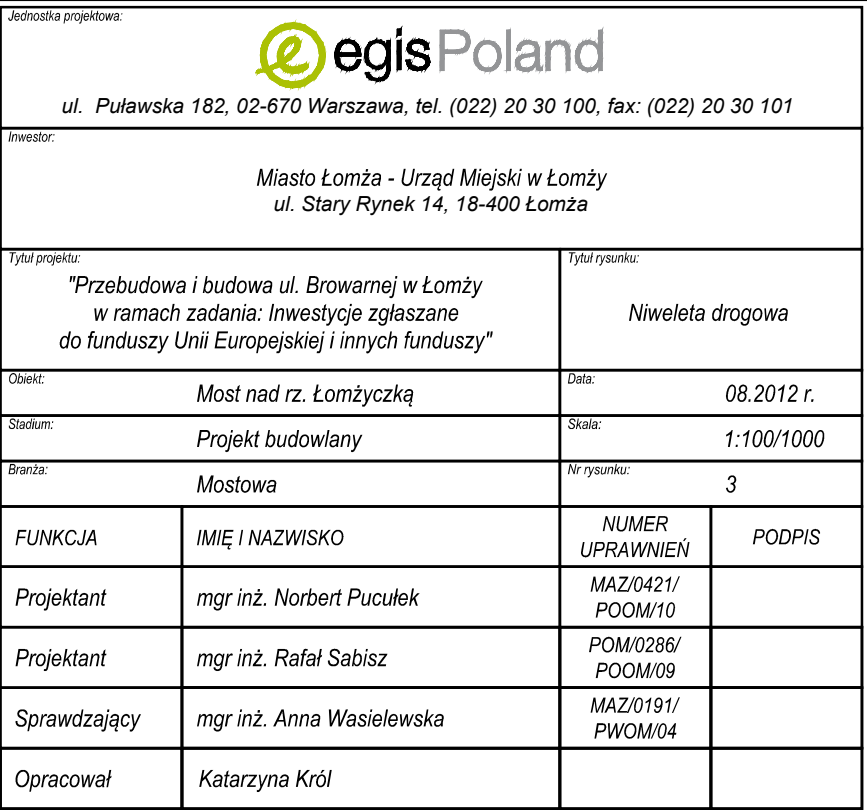 Jednostka projektowa:
egis Poland
ul. Puławska 182, 02-670 Warszawa, tel. (022) 20 30 100, fax: (022) 20 30 101
Inwestor:
Miasto Łomża - Urząd Miejski w Łomży
ul. Stary Rynek 14, 18-400 Łomża
Tytuł projektu:
"Przebudowa i budowa ul. Browarnej w Łomży
w ramach zadania: Inwestycje zgłaszane
do funduszy Unii Europejskiej i innych funduszy"
Tytuł rysunku:
Niweleta drogowa
Obiekt:
Most nad rz. Łomżyczką
Data:
08.2012 r.
Stadium:
Projekt budowlany
Skala:
1:100/1000
Branża:
Mostowa
Nr rysunku:
3
FUNKCJA
IMIĘ I NAZWISKO
NUMER
UPRAWNIEŃ
PODPIS
Projektant
mgr inż. Norbert Pucułek
MAZ/0421/
POOM/10
Projektant
mgr inż. Rafał Sabisz
POM/0286/
POOM/09
Sprawdzający
mgr inż. Anna Wasielewska
MAZ/0191/
PWOM/04
Opracował
Katarzyna Król